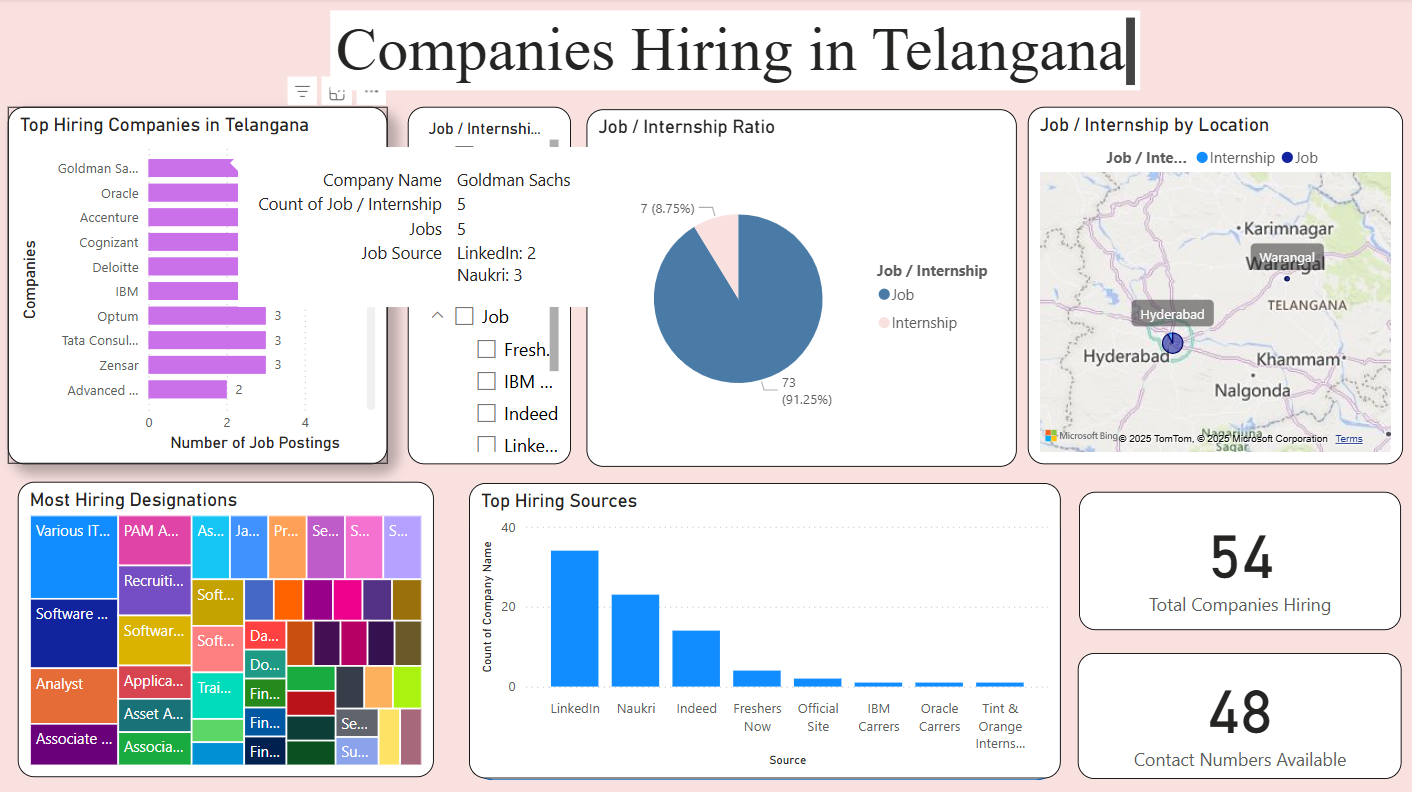 Companies Hiring in Telangana
Top Hiring Companies in Telangana
Companies
Goldman Sa...
Oracle
Accenture
Cognizant
Deloitte
IBM
Optum
3
Tata Consul...
3
Zensar
3
Advanced ...
2
0
2
4
Number of Job Postings
Company Name Goldman Sachs
Count of Job / Internship 5
Jobs 5
Job Source LinkedIn: 2
Naukri: 3
Job / Internshi...
Job
Fresh.
IBM ...
Indeed
Linke...
Job / Internship Ratio
7 (8.75%)
73
(91.25%)
Job / Internship
Job
Internship
Job / Internship by Location
Job / Inte... Internship Job
Karimnagar
Warangal
Warangal
TELANGANA
Hyderabad
Hyderabad
Khammam
Nalgonda
Nagarjuna
Sagar
Microsoft Bing © 2025 TomTom, © 2025 Microsoft Corporation Terms
Most Hiring Designations
Various IT...
Software ...
Analyst
Associate ...
PAM A...
Recruiti...
Softwar...
Applica...
Asset A...
Associa...
As...
Ja...
Pr...
Se...
S...
S...
Soft...
Soft...
Trai...
Da...
Do...
Fin...
Fin...
Fin...
Se...
Su...
Top Hiring Sources
Count of Company Name
40
20
0
LinkedIn
Naukri
Indeed
Freshers
Now
Official
Site
IBM
Carrers
Oracle
Carrers
Tint &
Orange
Interns...
Source
54
Total Companies Hiring
48
Contact Numbers Available